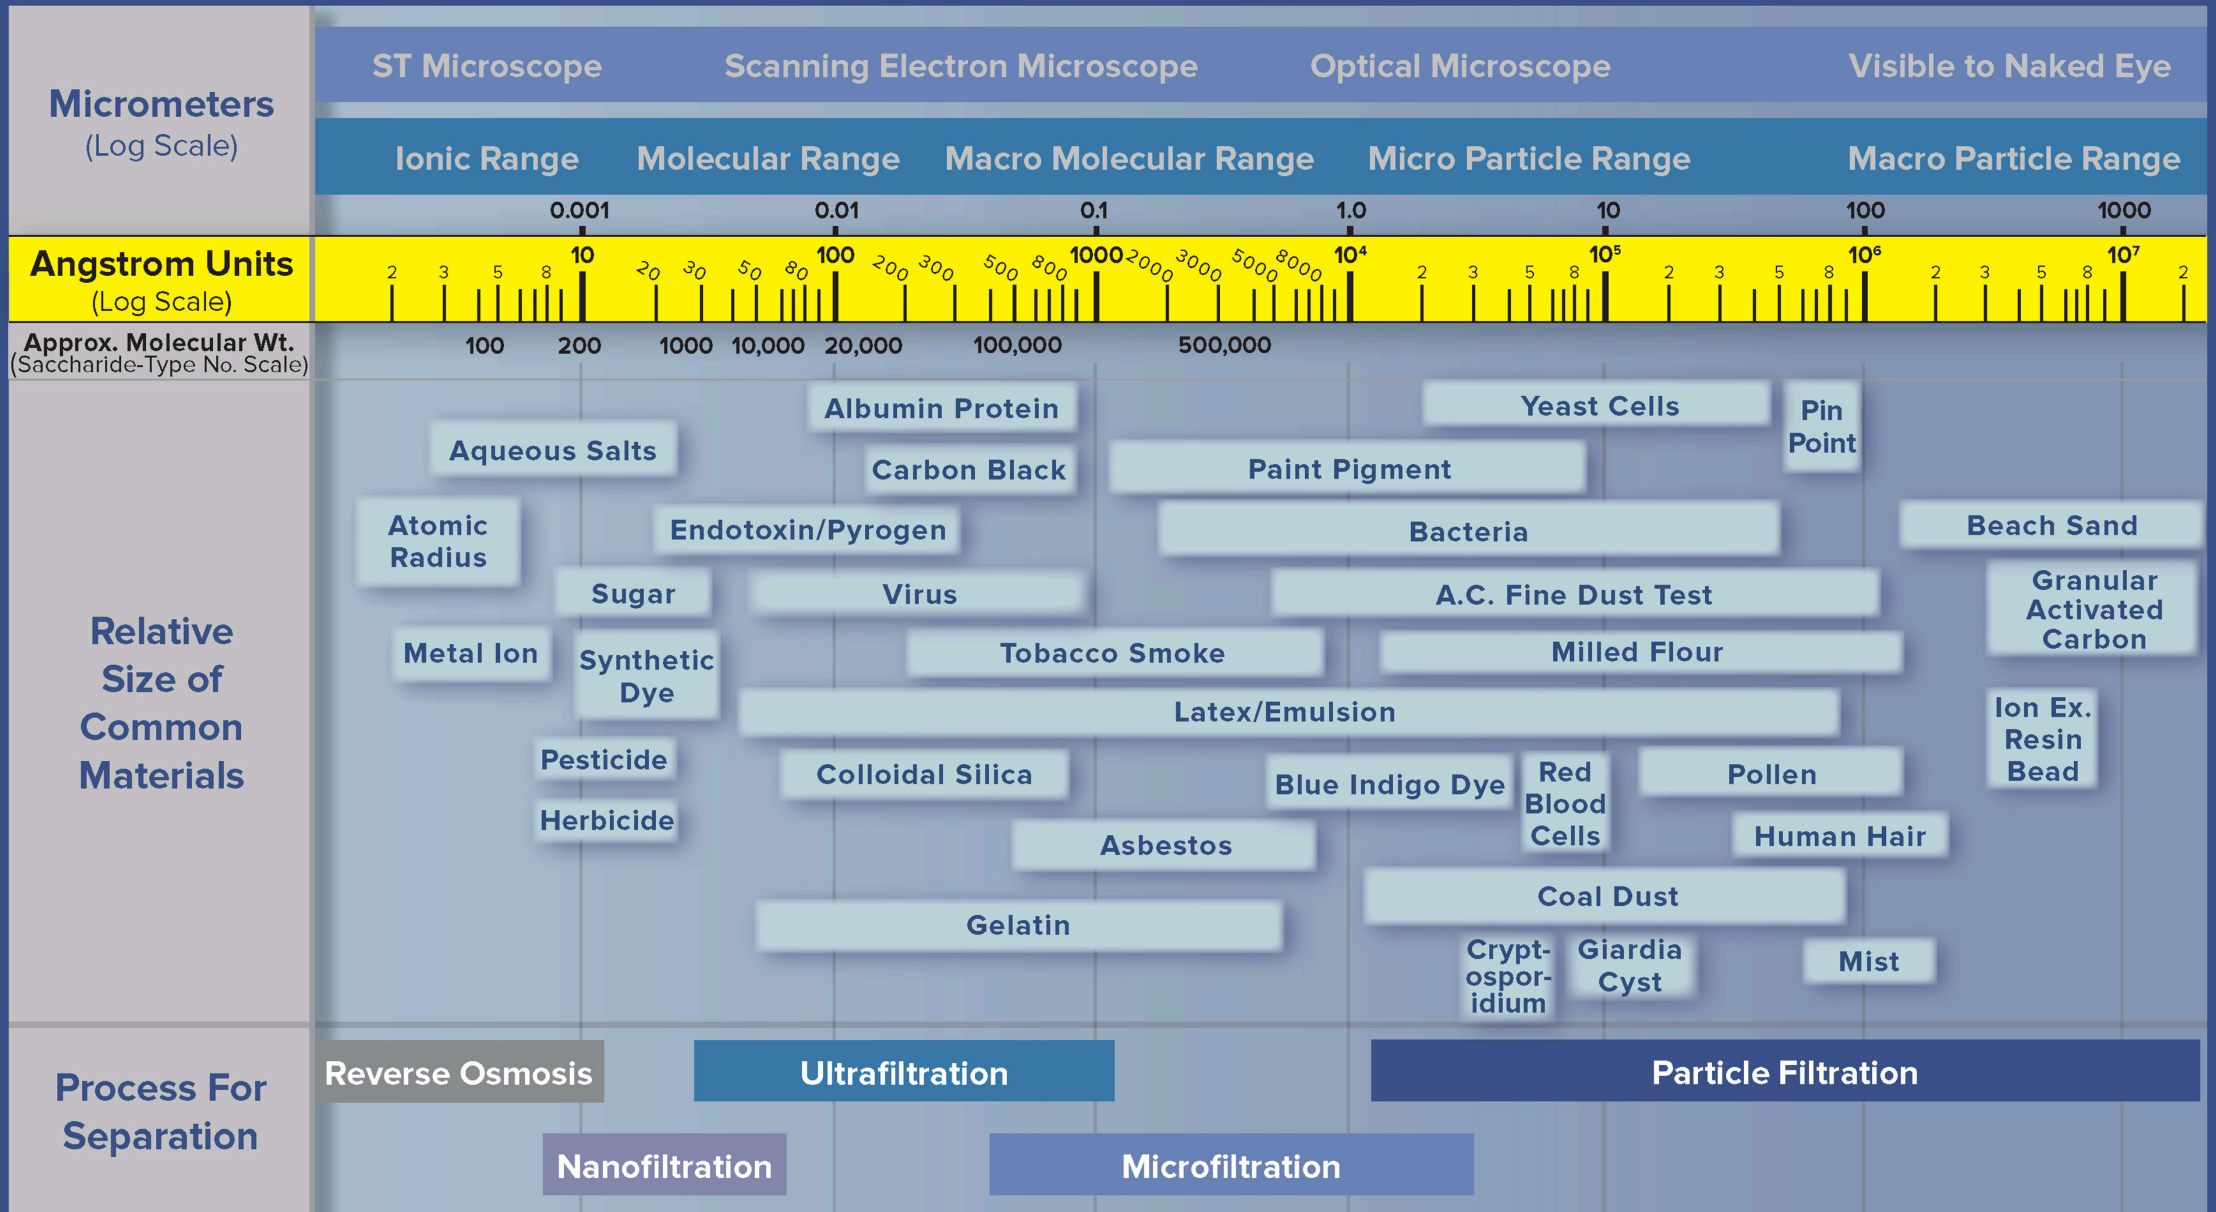 ST Microscope Scanning Electron Microscope Optical Microscope Visible to Naked Eye
Micrometers
(Log Scale)
Ionic Range Molecular Range Macro Molecular Range Micro Particle Range Macro Particle Range
0.001 0.01 0.1 1.0 10 100 1000
Angstrom Units
(Log Scale)
2 3 5 8 10 20 30 50 80 100 200 300 500 800 1000 2000 3000 5000 8000 10⁴ 2 3 5 8 10⁵ 2 3 5 8 10⁶ 2 3 5 8 10⁷ 2
Approx. Molecular Wt.
(Saccharide-Type No. Scale)
100 200 1000 10,000 20,000 100,000 500,000
Relative
Size of
Common
Materials
Albumin Protein
Yeast Cells
Pin
Point
Aqueous Salts
Carbon Black
Paint Pigment
Atomic
Radius
Endotoxin/Pyrogen
Bacteria
Beach Sand
Sugar
Virus
A.C. Fine Dust Test
Granular
Activated
Carbon
Metal Ion
Synthetic
Dye
Tobacco Smoke
Milled Flour
Latex/Emulsion
Ion Ex.
Resin
Bead
Pesticide
Colloidal Silica
Blue Indigo Dye
Red
Blood
Cells
Pollen
Herbicide
Asbestos
Human Hair
Coal Dust
Gelatin
Crypt-
ospor-
idium
Giardia
Cyst
Mist
Process For
Separation
Reverse Osmosis
Ultrafiltration
Particle Filtration
Nanofiltration
Microfiltration